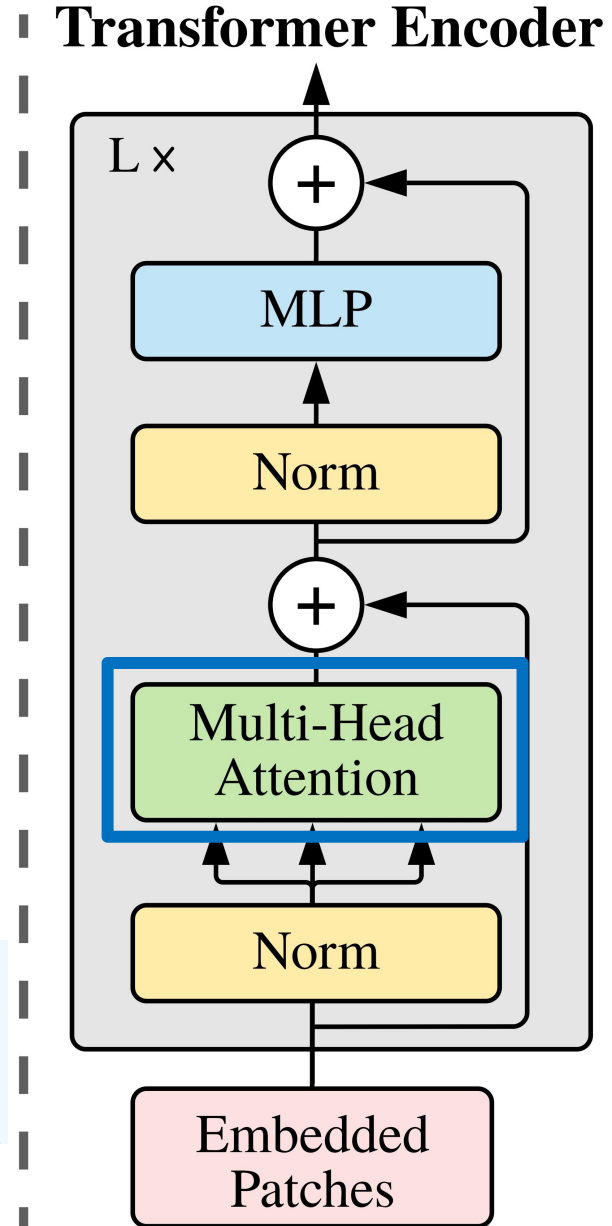 Transformer Encoder
L ×
+
MLP
Norm
+
Multi-Head
Attention
Norm
Embedded
Patches